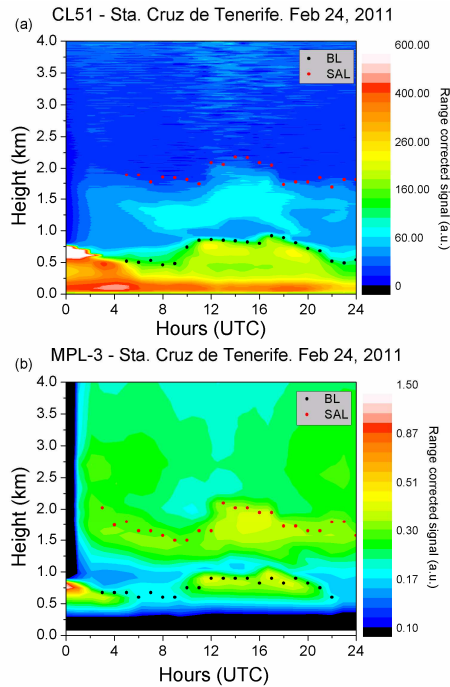 CL51 - Sta. Cruz de Tenerife. Feb 24, 2011
(a)
4.0
3.5
3.0
2.5
2.0
1.5
1.0
0.5
0.0
Height (km)
BL
SAL
0 4 8 12 16 20 24
Hours (UTC)
600.00
400.00
260.00
160.00
60.00
0
Range corrected signal (a.u.)
MPL-3 - Sta. Cruz de Tenerife. Feb 24, 2011
(b)
4.0
3.5
3.0
2.5
2.0
1.5
1.0
0.5
0.0
Height (km)
BL
SAL
0 4 8 12 16 20 24
Hours (UTC)
1.50
0.87
0.51
0.30
0.17
0.10
Range corrected signal (a.u.)